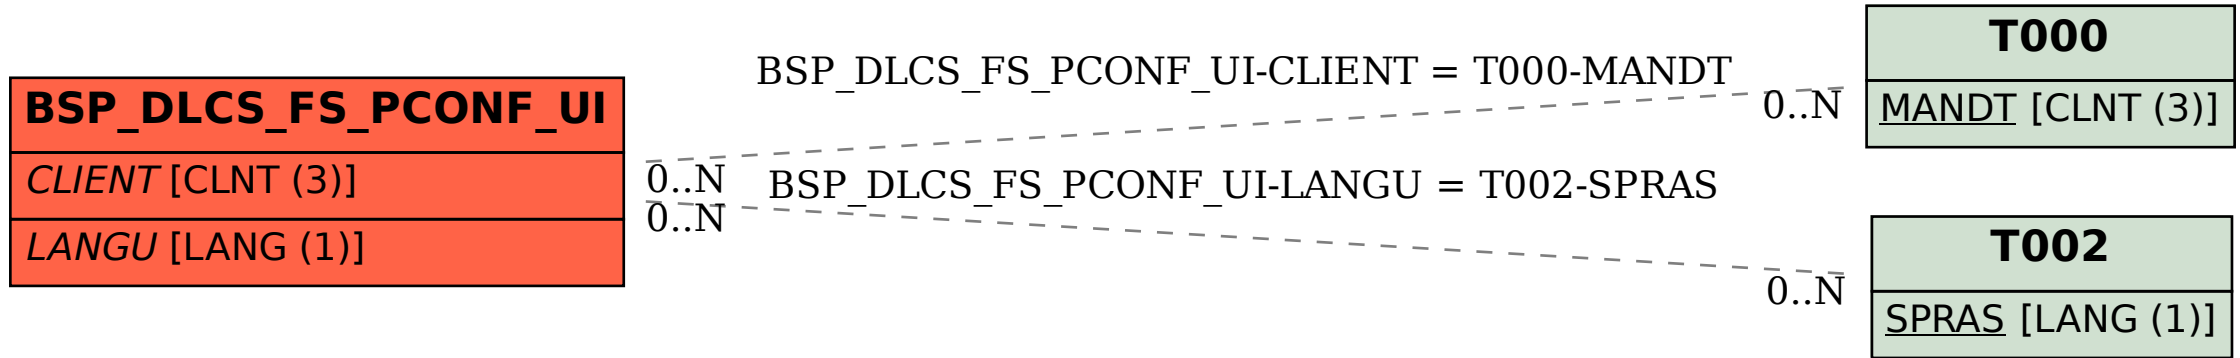 BSP_DLCS_FS_PCONF_UI
CLIENT [CLNT (3)]
LANGU [LANG (1)]
BSP_DLCS_FS_PCONF_UI-CLIENT = T000-MANDT
0..N
0..N
BSP_DLCS_FS_PCONF_UI-LANGU = T002-SPRAS
0..N
0..N
T000
MANDT [CLNT (3)]
T002
SPRAS [LANG (1)]